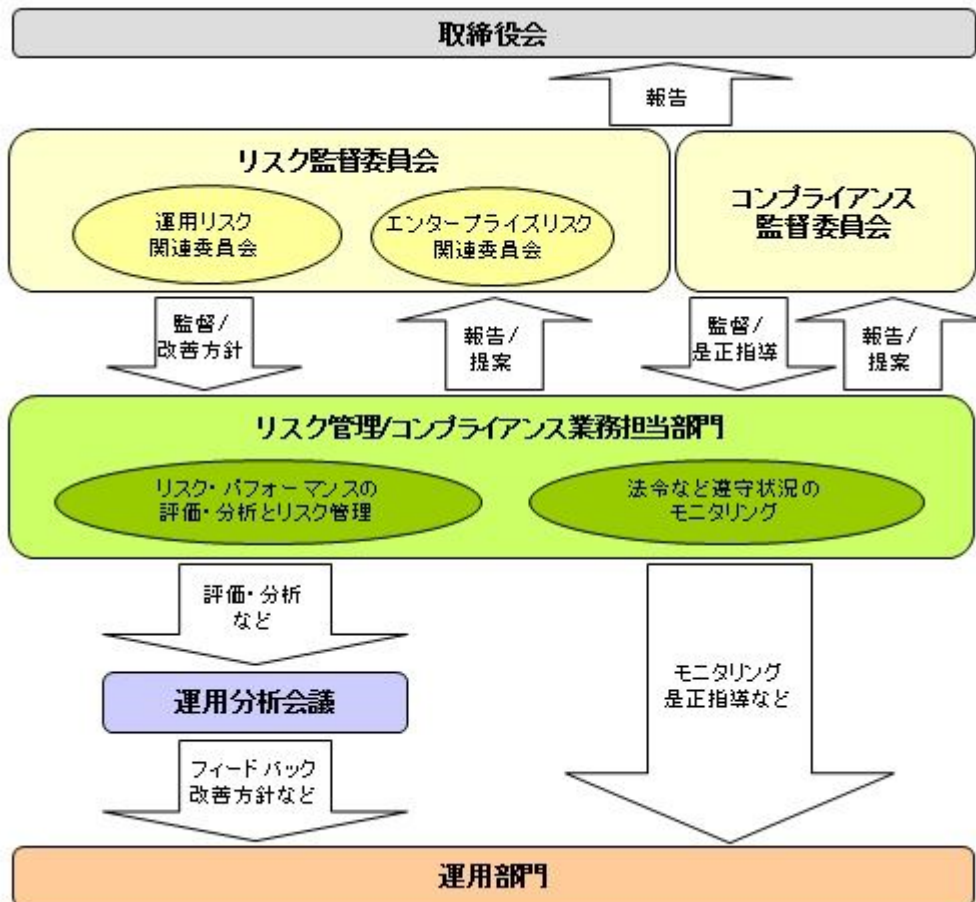 取締役会
報告
リスク監督委員会
運用リスク
関連委員会
エンタープライズリスク
関連委員会
コンプライアンス
監督委員会
監督/
改善方針
報告/
提案
監督/
是正指導
報告/
提案
リスク管理/コンプライアンス業務担当部門
リスク・パフォーマンスの
評価・分析とリスク管理
法令など遵守状況の
モニタリング
評価・分析
など
運用分析会議
モニタリング
是正指導など
フィードバック
改善方針など
運用部門